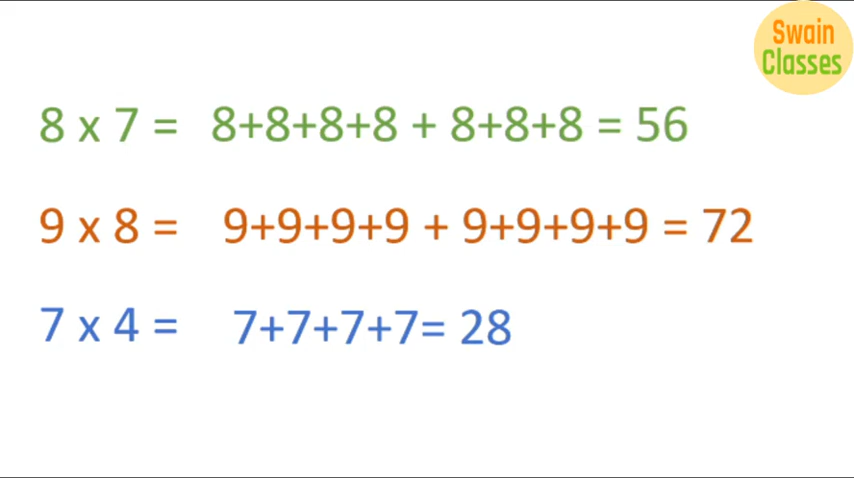 Swain
Classes
8 x 7 = 8+8+8+8 + 8+8+8 = 56
9 x 8 = 9+9+9+9 + 9+9+9+9 = 72
7 x 4 = 7+7+7+7= 28